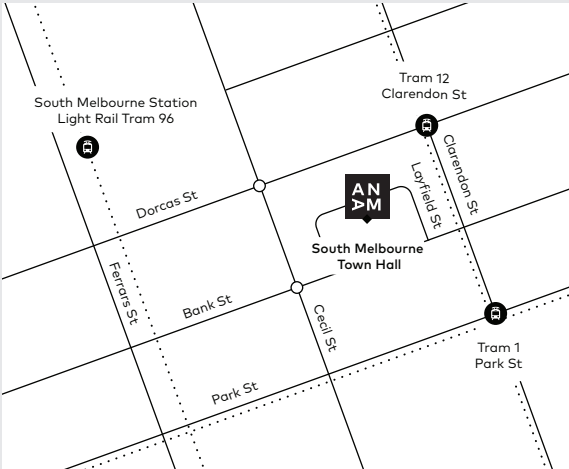 Tram 12
Clarendon St
South Melbourne Station
Light Rail Tram 96
Clarendon St
Layfield St
AN
AM
Dorcas St
South Melbourne
Town Hall
Ferrars St
Bank St
Cecil St
Tram 1
Park St
Park St